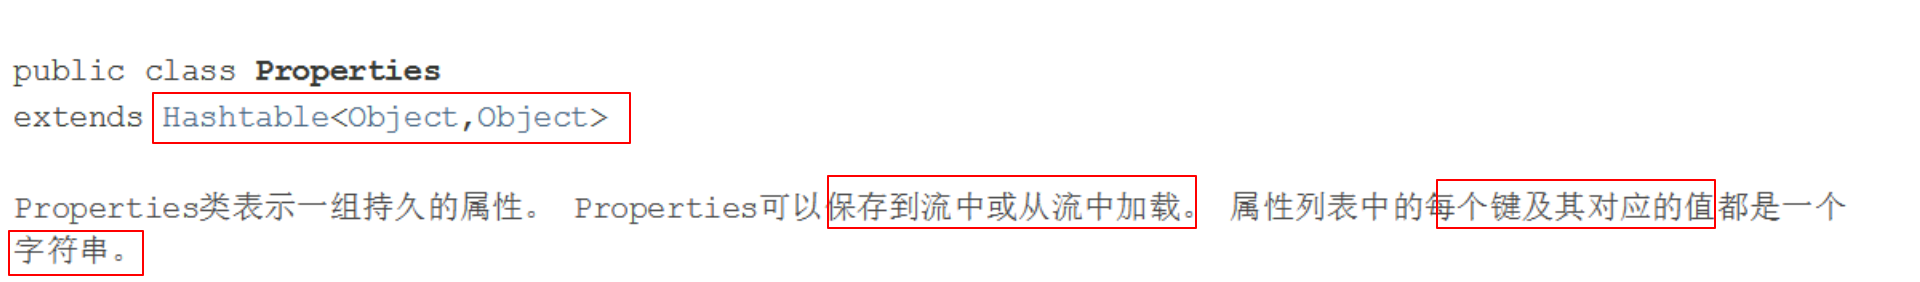 public class Properties
extends Hashtable<Object,Object>
Properties类表示一组持久的属性。 Properties可以保存到流中或从流中加载。 属性列表中的每个键及其对应的值都是一个
字符串。